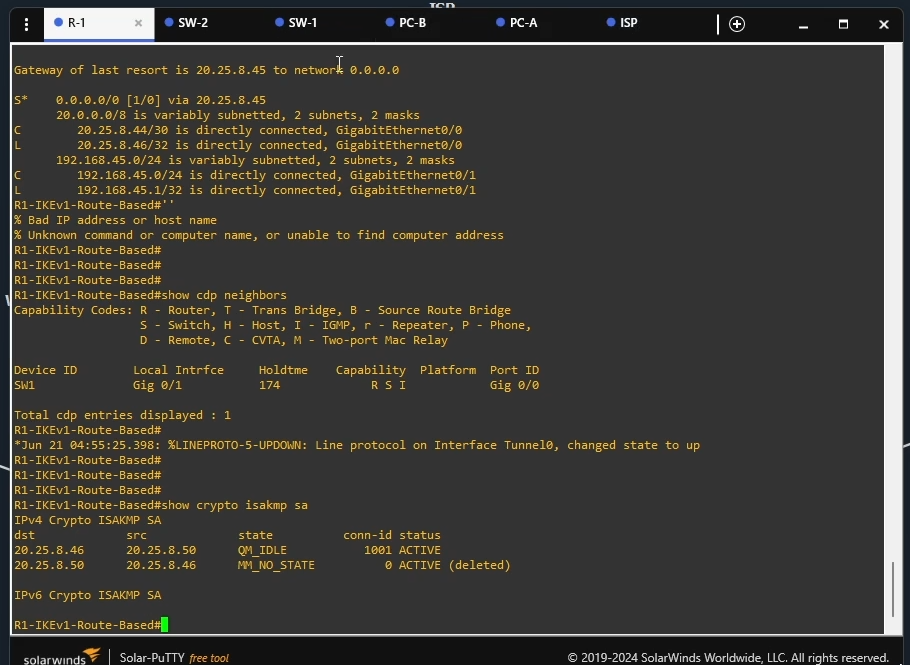 ISP
R-1 × SW-2 SW-1 PC-B PC-A ISP
Gateway of last resort is 20.25.8.45 to network 0.0.0.0
S* 0.0.0.0/0 [1/0] via 20.25.8.45
20.0.0.0/8 is variably subnetted, 2 subnets, 2 masks
C 20.25.8.44/30 is directly connected, GigabitEthernet0/0
L 20.25.8.46/32 is directly connected, GigabitEthernet0/0
192.168.45.0/24 is variably subnetted, 2 subnets, 2 masks
C 192.168.45.0/24 is directly connected, GigabitEthernet0/1
L 192.168.45.1/32 is directly connected, GigabitEthernet0/1
R1-IKEv1-Route-Based#''
% Bad IP address or host name
% Unknown command or computer name, or unable to find computer address
R1-IKEv1-Route-Based#
R1-IKEv1-Route-Based#
R1-IKEv1-Route-Based#
R1-IKEv1-Route-Based#show cdp neighbors
Capability Codes: R - Router, T - Trans Bridge, B - Source Route Bridge
S - Switch, H - Host, I - IGMP, r - Repeater, P - Phone,
D - Remote, C - CVTA, M - Two-port Mac Relay
Device ID Local Intrfce Holdtme Capability Platform Port ID
SW1 Gig 0/1 174 R S I Gig 0/0
Total cdp entries displayed : 1
R1-IKEv1-Route-Based#
*Jun 21 04:55:25.398: %LINEPROTO-5-UPDOWN: Line protocol on Interface Tunnel0, changed state to up
R1-IKEv1-Route-Based#
R1-IKEv1-Route-Based#
R1-IKEv1-Route-Based#
R1-IKEv1-Route-Based#show crypto isakmp sa
IPv4 Crypto ISAKMP SA
dst src state conn-id status
20.25.8.46 20.25.8.50 QM_IDLE 1001 ACTIVE
20.25.8.50 20.25.8.46 MM_NO_STATE 0 ACTIVE (deleted)
IPv6 Crypto ISAKMP SA
R1-IKEv1-Route-Based#
solarwinds Solar-PuTTY free tool © 2019-2024 SolarWinds Worldwide, LLC. All rights reserved.